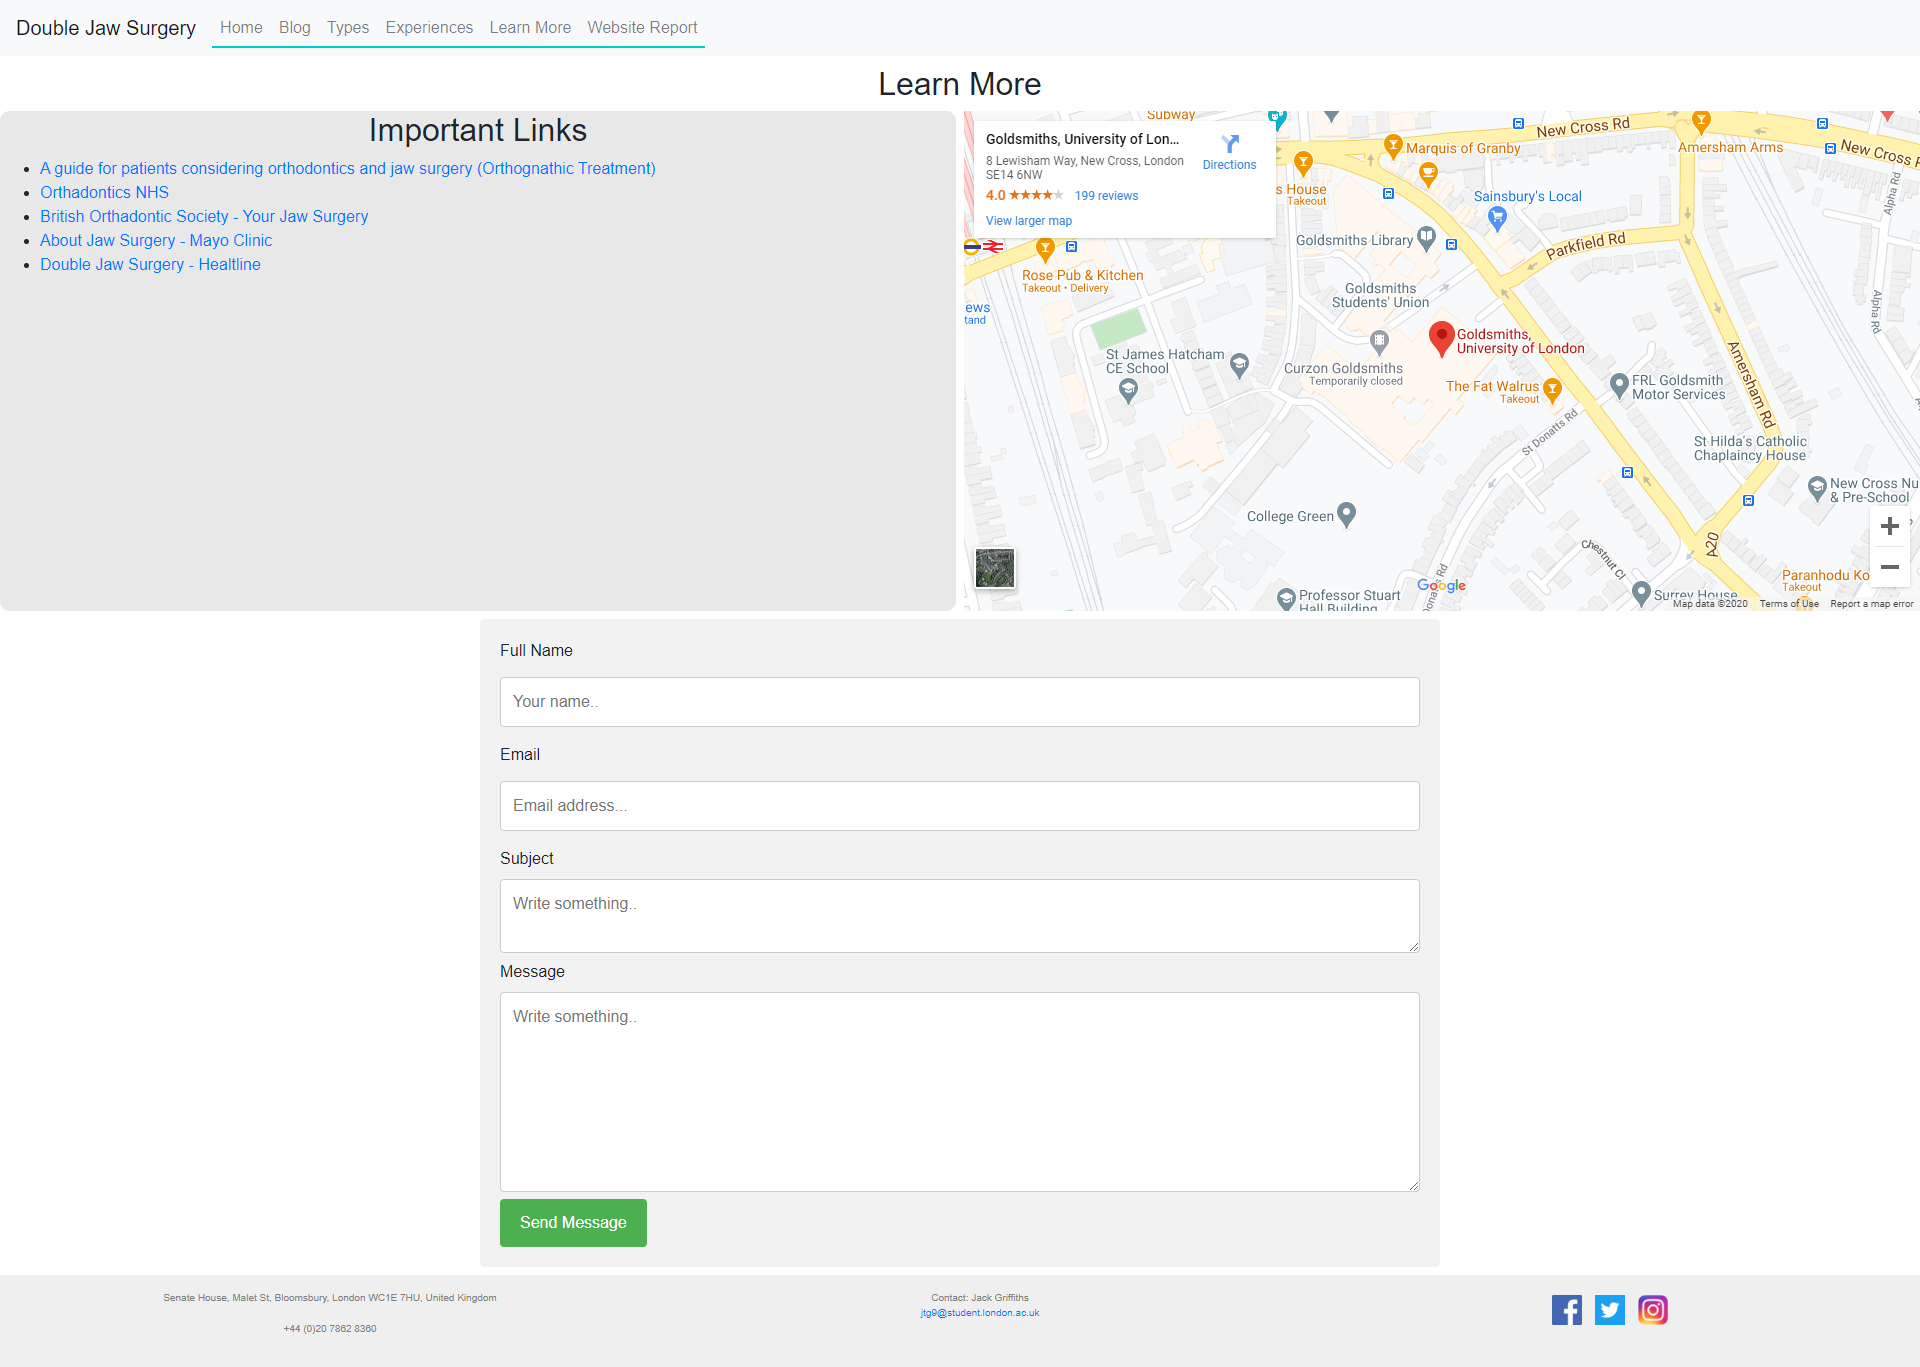 Double Jaw Surgery
Home Blog Types Experiences Learn More Website Report
Learn More
Important Links
A guide for patients considering orthodontics and jaw surgery (Orthognathic Treatment)
Orthadontics NHS
British Orthadontic Society - Your Jaw Surgery
About Jaw Surgery - Mayo Clinic
Double Jaw Surgery - Healtline
Goldsmiths, University of Lon...
8 Lewisham Way, New Cross, London
SE14 6NW
4.0 199 reviews
View larger map
Directions
Subway
New Cross Rd
Marquis of Granby
Amersham Arms
New Cross
s House
Takeout
Sainsbury's Local
Alpha Rd
Goldsmiths Library
Parkfield Rd
Rose Pub & Kitchen
Takeout • Delivery
Goldsmiths
Students' Union
ews
tand
Alpha Rd
Goldsmiths,
University of London
St James Hatcham
CE School
Curzon Goldsmiths
Temporarily closed
Amersham Rd
The Fat Walrus
Takeout
FRL Goldsmith
Motor Services
St Donatts Rd
St Hilda's Catholic
Chaplaincy House
New Cross Nu
& Pre-School
College Green
A20
Chestnut Cl
Paranhodu Ko
Takeout
Google
Professor Stuart
Hall Building
Surrey House
Map data ©2020 Terms of Use Report a map error
Full Name
Your name..
Email
Email address...
Subject
Write something..
Message
Write something..
Send Message
Senate House, Malet St, Bloomsbury, London WC1E 7HU, United Kingdom
+44 (0)20 7862 8360
Contact: Jack Griffiths
jtg9@student.london.ac.uk